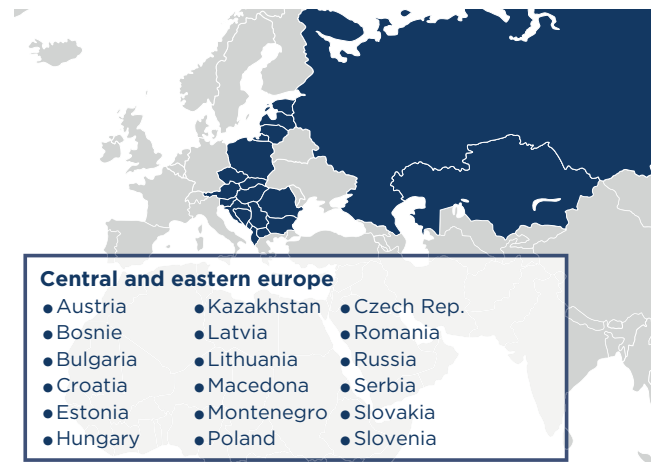 Central and eastern europe
• Austria
• Bosnie
• Bulgaria
• Croatia
• Estonia
• Hungary
• Kazakhstan
• Latvia
• Lithuania
• Macedona
• Montenegro
• Poland
• Czech Rep.
• Romania
• Russia
• Serbia
• Slovakia
• Slovenia